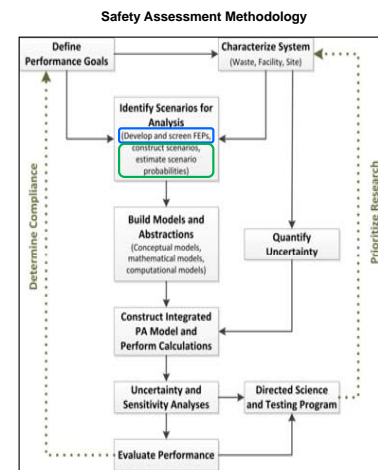 Safety Assessment Methodology
Define
Performance Goals
Characterize System
(Waste, Facility, Site)
Identify Scenarios for
Analysis
(Develop and screen FEPs,
construct scenarios,
estimate scenario
probabilities)
Build Models and
Abstractions
(Conceptual models,
mathematical models,
computational models)
Quantify
Uncertainty
Construct Integrated
PA Model and
Perform Calculations
Uncertainty and
Sensitivity Analyses
Directed Science
and Testing Program
Evaluate Performance
Determine Compliance
Prioritize Research